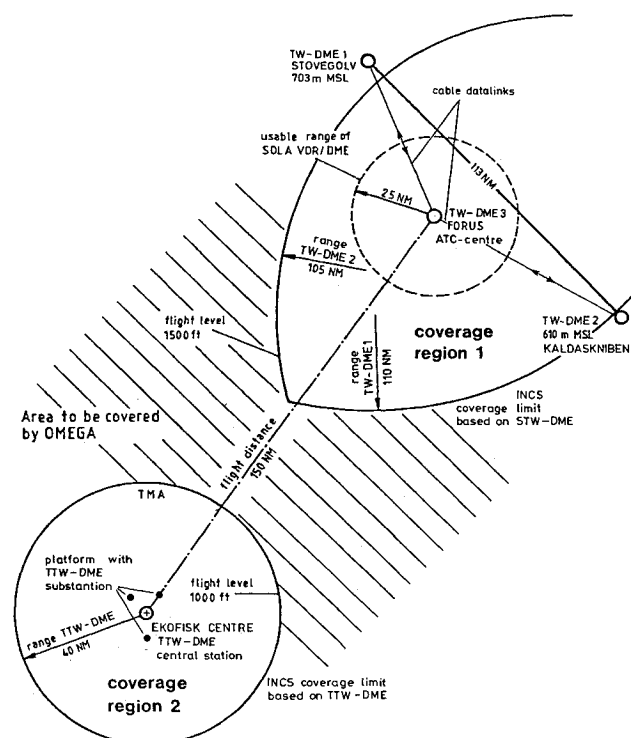 TW-DME 1
STOVEGOLV
703m MSL
cable datalinks
usable range of
SOLA VOR/DME
113 NM
25 NM
TW-DME3
FORUS
ATC-centre
range
TW-DME 2
105 NM
flight level
1500 ft
coverage
region 1
range
TW-DME1
110 NM
TW-DME 2
610 m MSL
KALDASKNIBEN
INCS
coverage limit
based on STW-DME
Area to be covered
by OMEGA
flight distance
150 NM
TMA
platform with
TTW-DME
substantion
flight level
1000 ft
range TTW-DME
40 NM
EKOFISK CENTRE
TTW-DME
central station
coverage
region 2
INCS coverage limit
based on TTW-DME